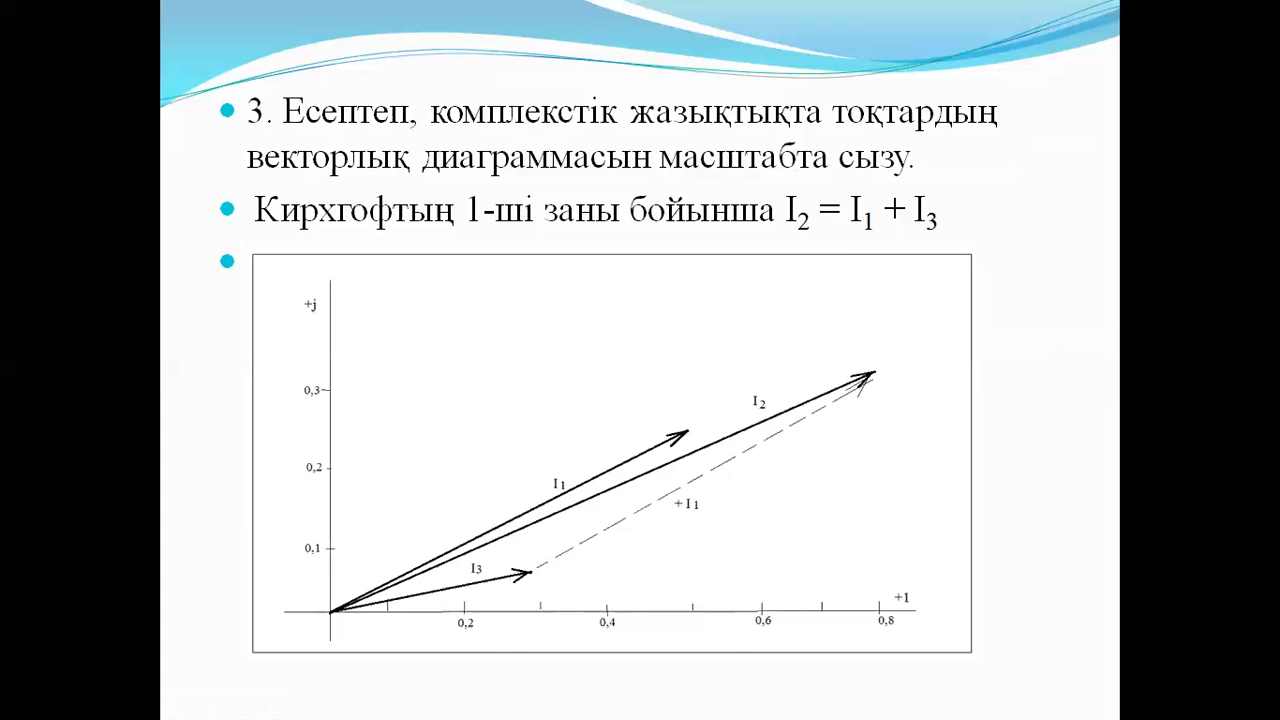 3. Есептеп, комплекстік жазықтықта тоқтардың
векторлық диаграммасын масштабта сызу.
Кирхгофтың 1-ші заны бойынша I₂ = I₁ + I₃
+j
0,3
I₂
0,2
I₁
+ I₁
0,1
I₃
+1
0,2 0,4 0,6 0,8